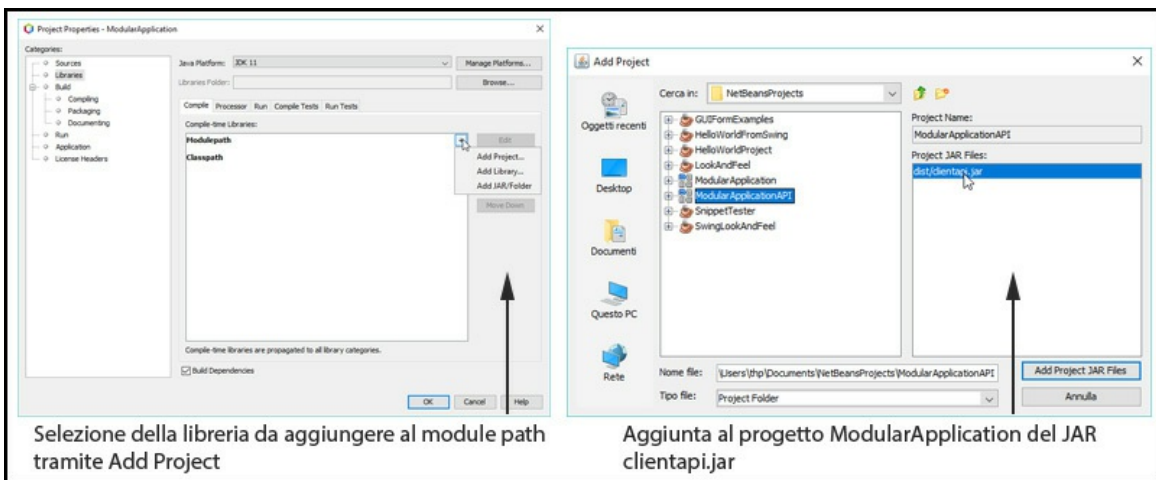 Project Properties - ModularApplication
Categories:
Sources
Libraries
Build
Compiling
Packaging
Documenting
Run
Application
License Headers
Java Platform: JDK 11 Manage Platforms...
Libraries Folder: Browse...
Compile Processor Run Compile Tests Run Tests
Compile-time Libraries:
Modulepath
Edit
Classpath
Add Project...
Add Library...
Add JAR/Folder
Move Down
Compile-time libraries are propagated to all library categories.
Build Dependencies
OK Cancel Help
Selezione della libreria da aggiungere al module path
tramite Add Project
Add Project
Cerca in: NetBeansProjects
Oggetti recenti
Desktop
Documenti
Questo PC
Rete
GUIFormExamples
HelloWorldFromSwing
HelloWorldProject
LookAndFeel
ModularApplication
ModularApplicationAPI
SnippetTester
SwingLookAndFeel
Project Name:
ModularApplicationAPI
Project JAR Files:
dist/clientapi.jar
Nome file: \Users\thp\Documents\NetBeansProjects\ModularApplicationAPI
Add Project JAR Files
Tipo file: Project Folder
Annulla
Aggiunta al progetto ModularApplication del JAR
clientapi.jar